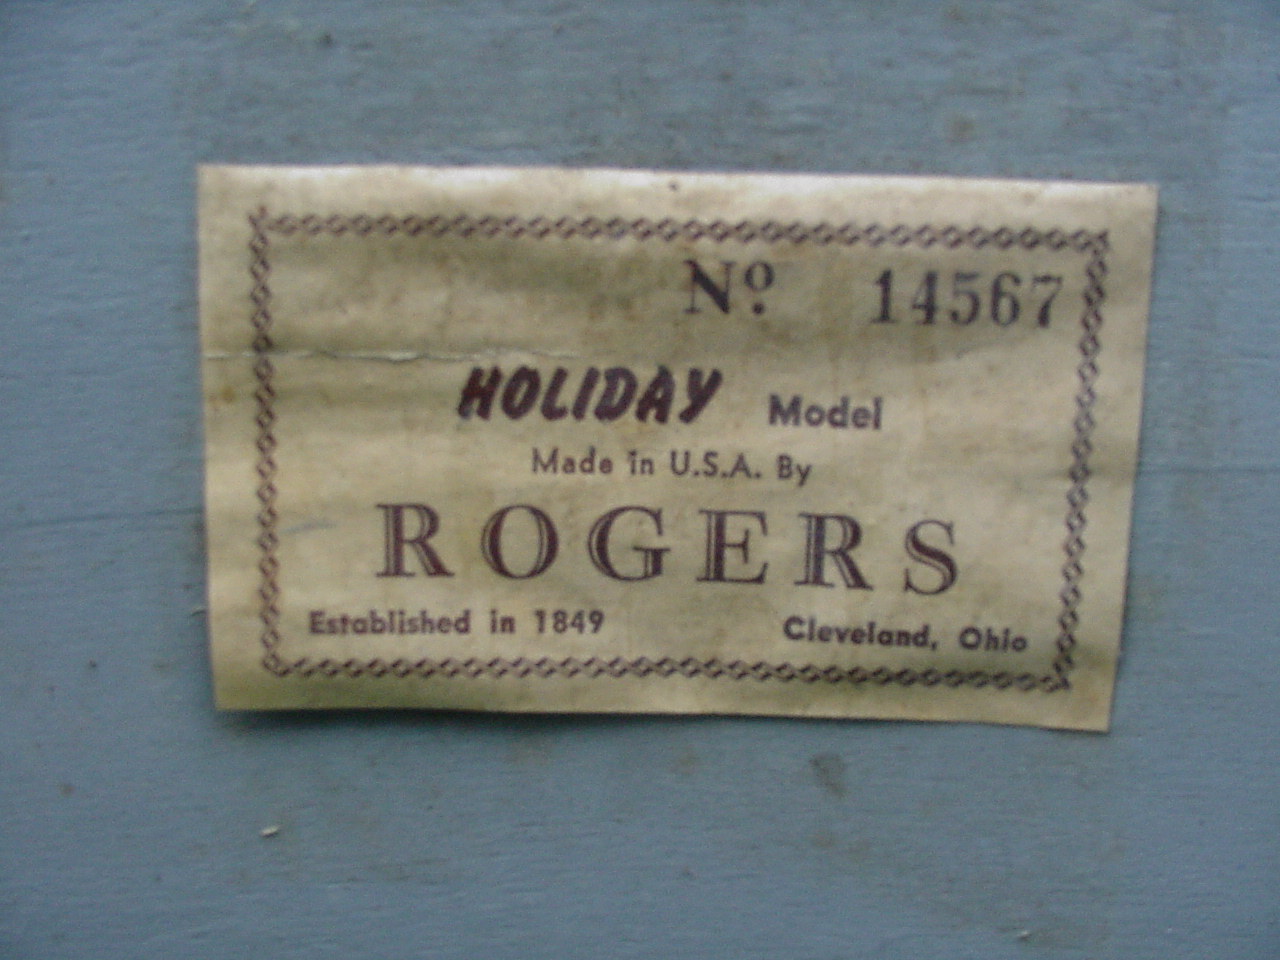 Nº 14567
HOLIDAY Model
Made in U.S.A. By
ROGERS
Established in 1849 Cleveland, Ohio